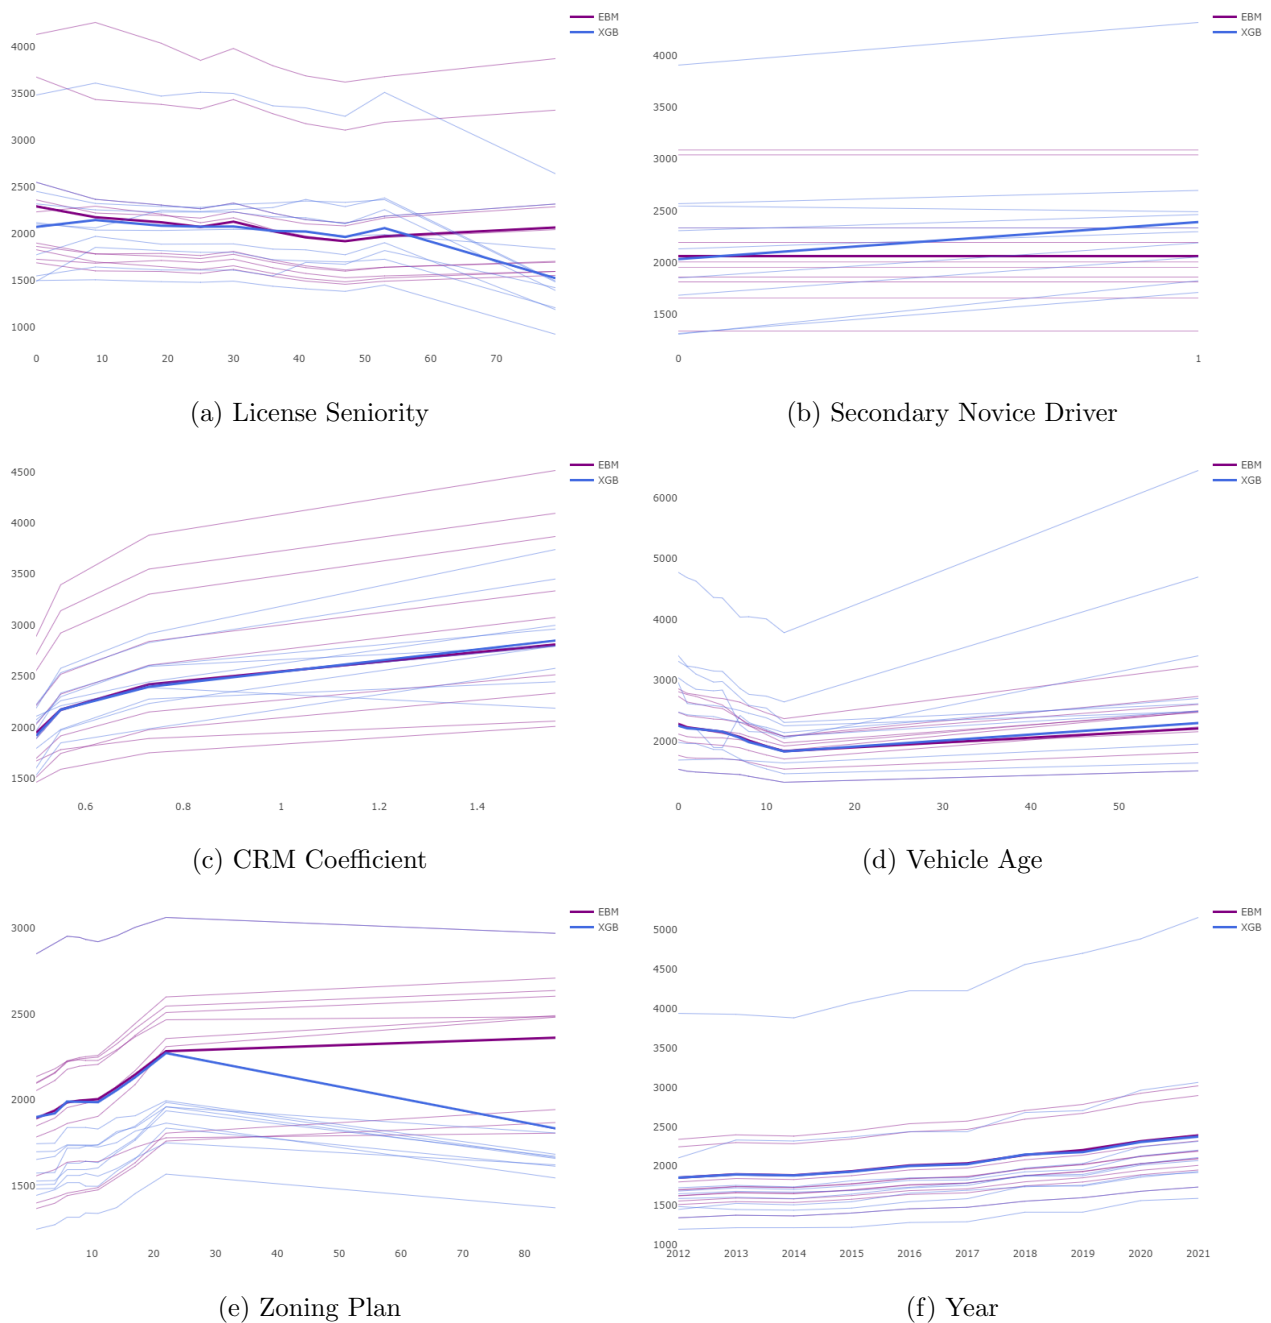 EBM
XGB
4000
3500
3000
2500
2000
1500
1000
0 10 20 30 40 50 60 70
(a) License Seniority
EBM
XGB
4000
3500
3000
2500
2000
1500
0 1
(b) Secondary Novice Driver
EBM
XGB
4500
4000
3500
3000
2500
2000
1500
0.6 0.8 1 1.2 1.4
(c) CRM Coefficient
EBM
XGB
6000
5000
4000
3000
2000
0 10 20 30 40 50
(d) Vehicle Age
EBM
XGB
3000
2500
2000
1500
10 20 30 40 50 60 70 80
(e) Zoning Plan
EBM
XGB
5000
4500
4000
3500
3000
2500
2000
1500
1000
2012 2013 2014 2015 2016 2017 2018 2019 2020 2021
(f) Year